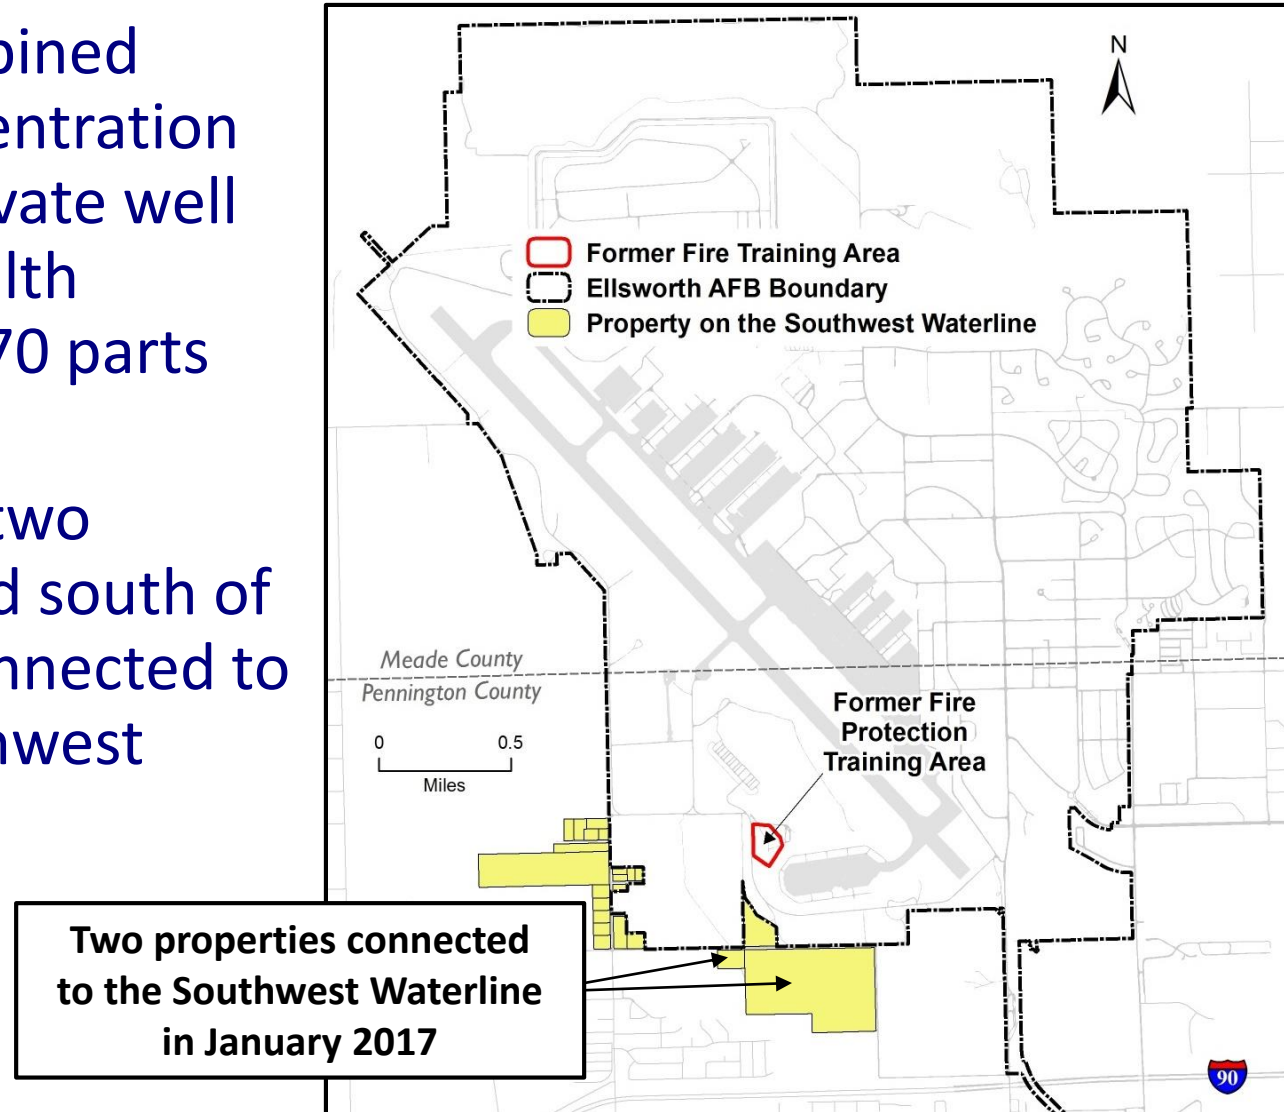 bined
entration
vate well
lth
70 parts
two
d south of
nnected to
hwest
N
Former Fire Training Area
Ellsworth AFB Boundary
Property on the Southwest Waterline
Meade County
Pennington County
0 0.5
Miles
Former Fire
Protection
Training Area
Two properties connected
to the Southwest Waterline
in January 2017
90